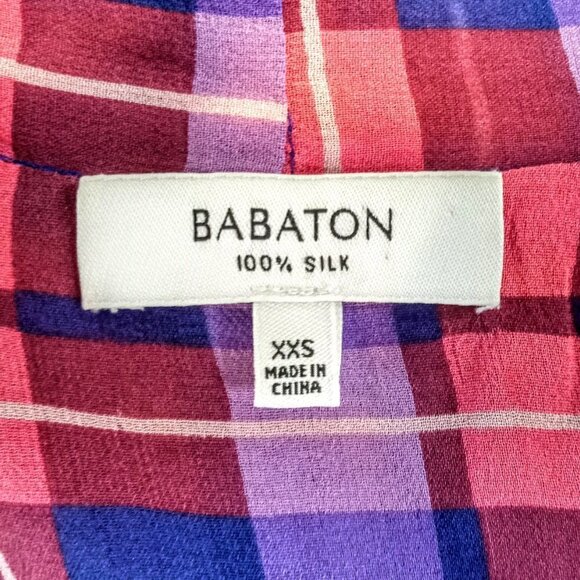 BABATON
100% SILK
XXS
MADE IN
CHINA